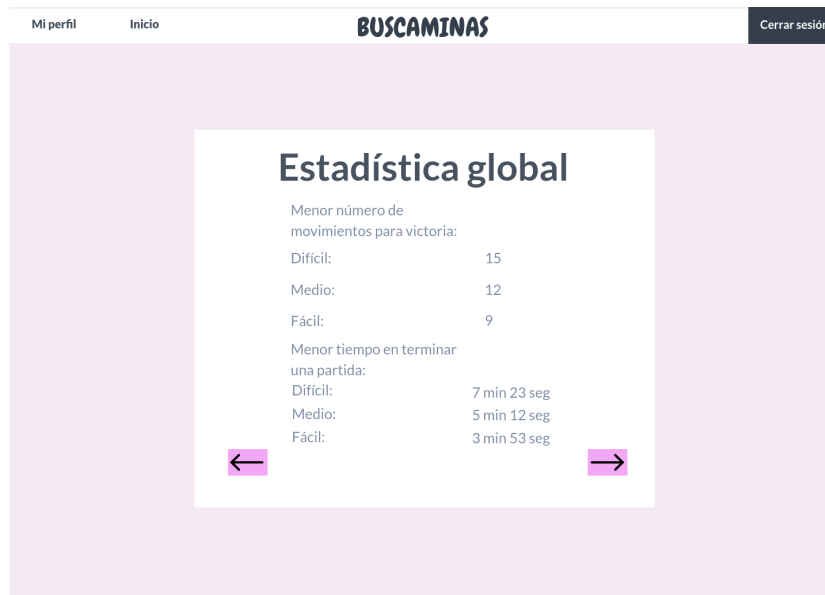 Mi perfil Inicio BUSCAMINAS Cerrar sesión
Estadística global
Menor número de
movimientos para victoria:
Difícil: 15
Medio: 12
Fácil: 9
Menor tiempo en terminar
una partida:
Difícil: 7 min 23 seg
Medio: 5 min 12 seg
Fácil: 3 min 53 seg